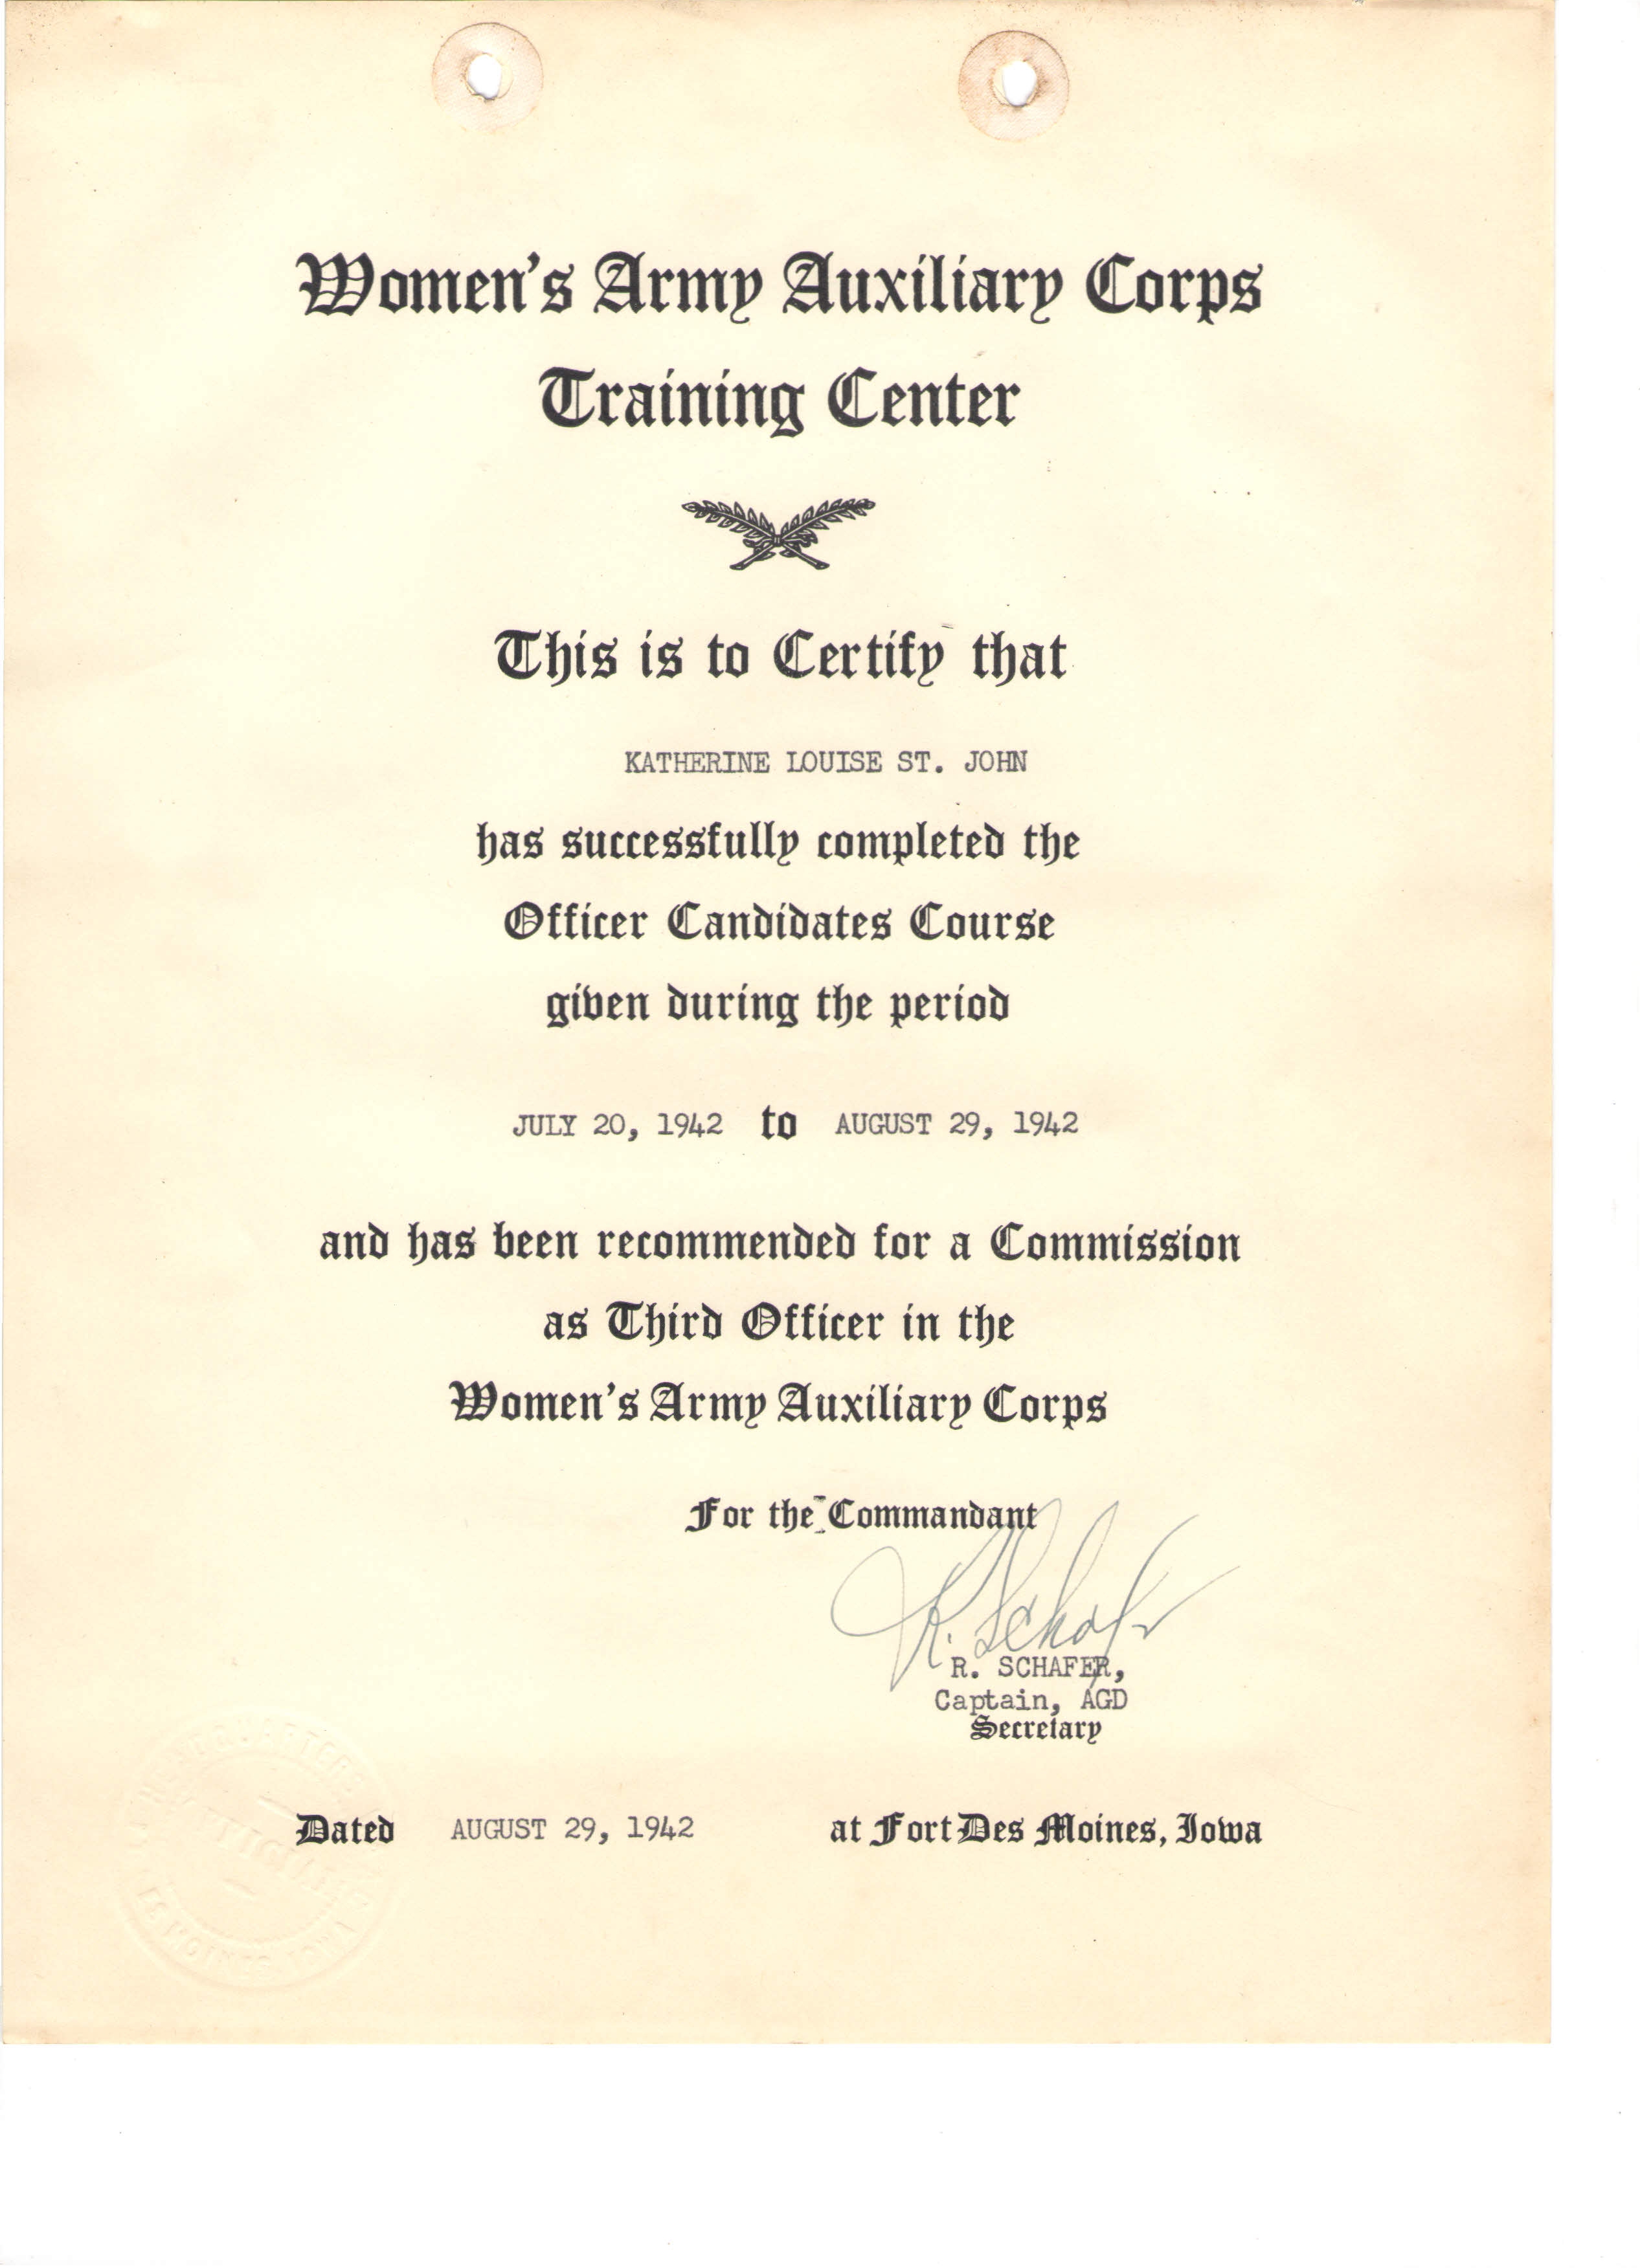 Women's Army Auxiliary Corps
Training Center
This is to Certify that
KATHERINE LOUISE ST. JOHN
has successfully completed the
Officer Candidates Course
given during the period
JULY 20, 1942 to AUGUST 29, 1942
and has been recommended for a Commission
as Third Officer in the
Women's Army Auxiliary Corps
For the Commandant
R. Schafer
R. SCHAFER,
Captain, AGD
Secretary
Dated AUGUST 29, 1942 at Fort Des Moines, Iowa
HEADQUARTERS
MOINES, IOWA